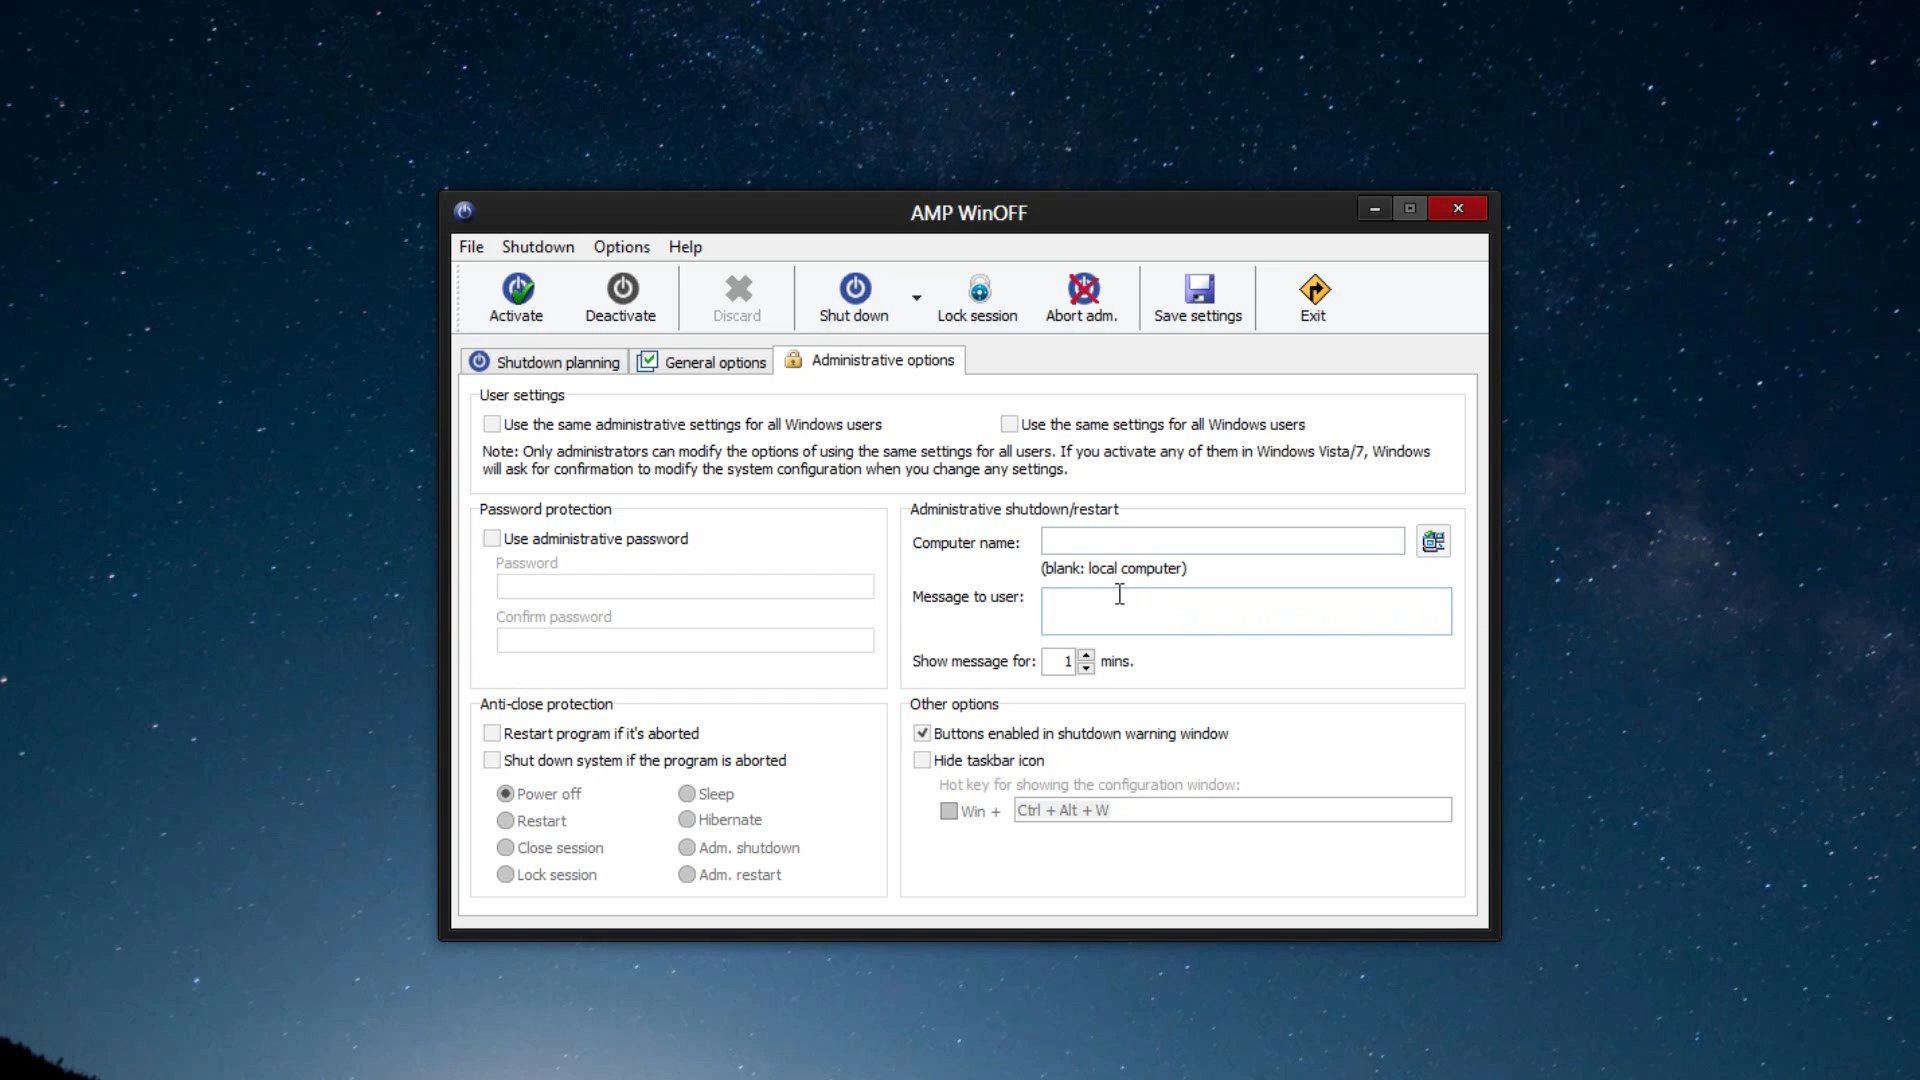 AMP WinOFF
File Shutdown Options Help
Activate Deactivate Discard Shut down Lock session Abort adm. Save settings Exit
Shutdown planning General options Administrative options
User settings
Use the same administrative settings for all Windows users Use the same settings for all Windows users
Note: Only administrators can modify the options of using the same settings for all users. If you activate any of them in Windows Vista/7, Windows
will ask for confirmation to modify the system configuration when you change any settings.
Password protection
Use administrative password
Password
Confirm password
Administrative shutdown/restart
Computer name:
(blank: local computer)
Message to user:
Show message for: 1 mins.
Anti-close protection
Restart program if it's aborted
Shut down system if the program is aborted
Power off Sleep
Restart Hibernate
Close session Adm. shutdown
Lock session Adm. restart
Other options
Buttons enabled in shutdown warning window
Hide taskbar icon
Hot key for showing the configuration window:
Win + Ctrl + Alt + W